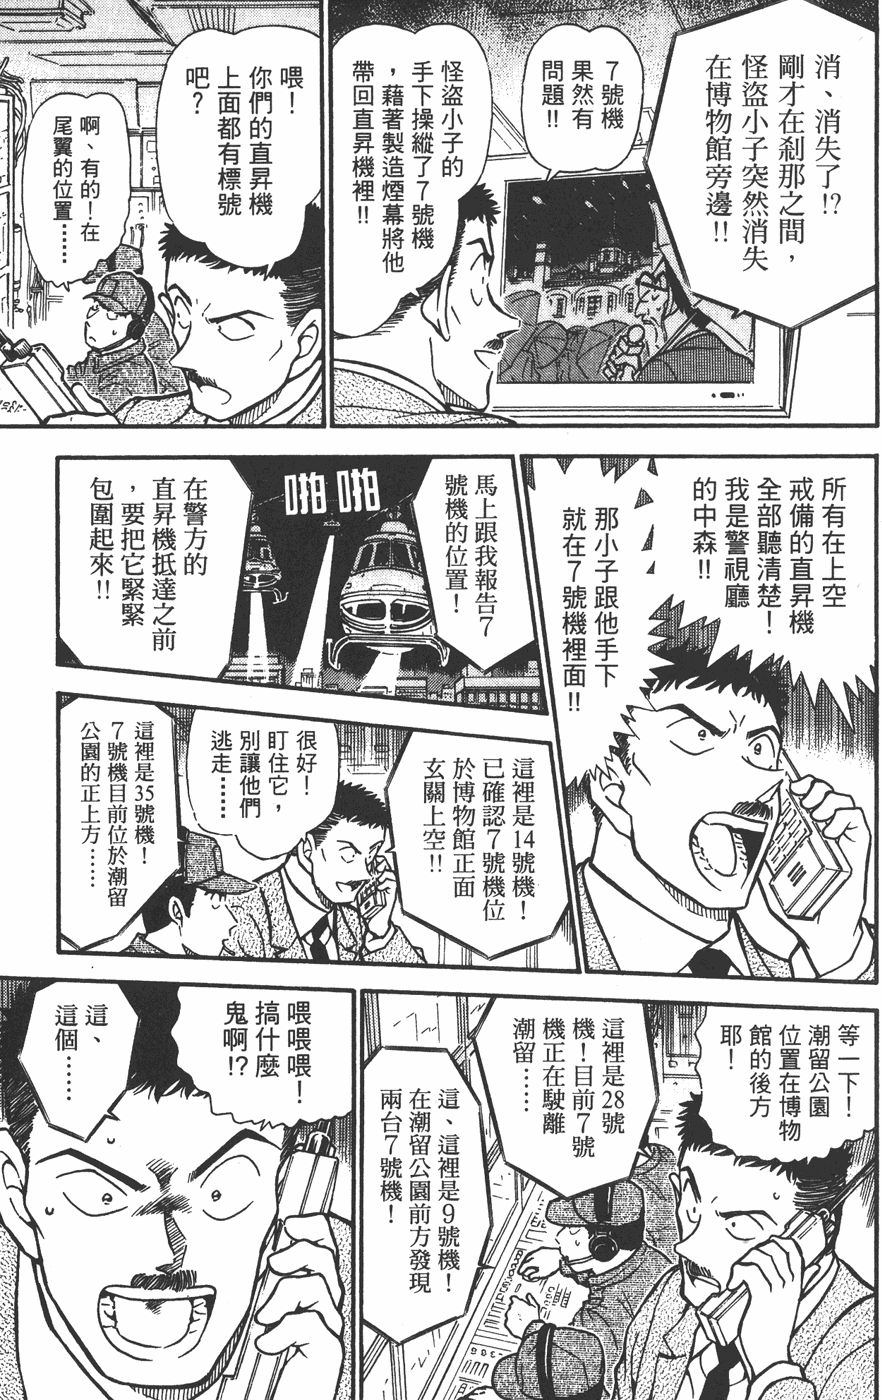 消、消失了!?
剛才在剎那之間，
怪盜小子突然消失
在博物館旁邊!!
7號機
果然有
問題!!
怪盜小子的
手下操縱了7號機
，藉著製造煙幕將他
帶回直昇機裡!!
喂！
你們的直昇機
上面都有標號
吧？
啊、有的！在
尾翼的位置……
所有在上空
戒備的直昇機
全部聽清楚！
我是警視廳
的中森!!
那小子跟他手下
就在7號機裡面!!
馬上跟我報告7
號機的位置！
啪啪
在警方的
直昇機抵達之前
，要把它緊緊
包圍起來!!
這裡是14號機！
已確認7號機位
於博物館正面
玄關上空!!
很好！
盯住它，
別讓他們
逃走……
這裡是35號機！
7號機目前位於潮留
公園的正上方……
等一下！
潮留公園
位置在博物
館的後方
耶！
這裡是28號
機！目前7號
機正在駛離
潮留……
這、這裡是9號機！
在潮留公園前方發現
兩台7號機！
喂喂喂！
搞什麼
鬼啊!?
這、
這個……